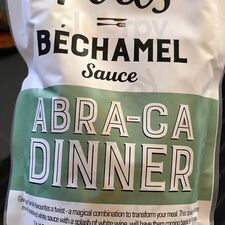 BÉCHAMEL
Sauce
ABRA-CA
DINNER
favourites a twist - a magical combination to transform your meal. This
white sauce with a splash of white wine, will have them coming back